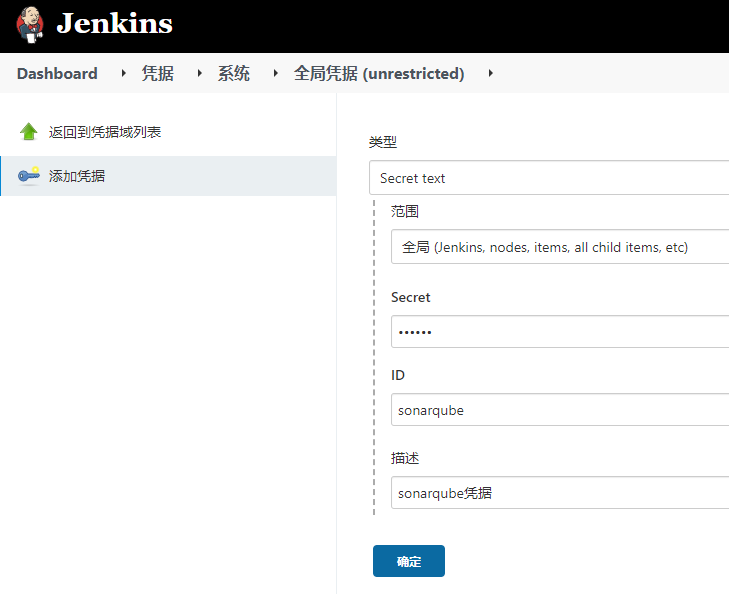 Jenkins
Dashboard 凭据 系统 全局凭据 (unrestricted)
返回到凭据域列表
添加凭据
类型
Secret text
范围
全局 (Jenkins, nodes, items, all child items, etc)
Secret
••••••
ID
sonarqube
描述
sonarqube凭据
确定